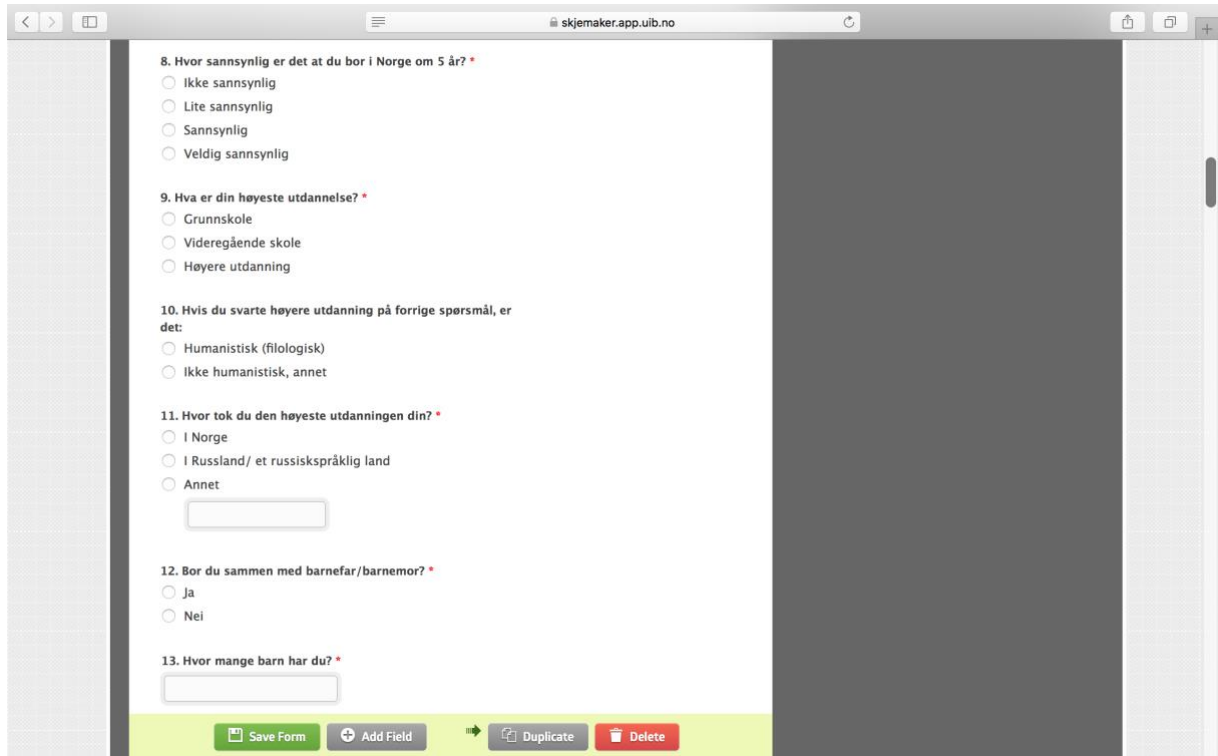 skjemaker.app.uib.no
8. Hvor sannsynlig er det at du bor i Norge om 5 år? *
Ikke sannsynlig
Lite sannsynlig
Sannsynlig
Veldig sannsynlig
9. Hva er din høyeste utdannelse? *
Grunnskole
Videregående skole
Høyere utdanning
10. Hvis du svarte høyere utdanning på forrige spørsmål, er
det:
Humanistisk (filologisk)
Ikke humanistisk, annet
11. Hvor tok du den høyeste utdanningen din? *
I Norge
I Russland/ et russiskspråklig land
Annet
12. Bor du sammen med barnefar/barnemor? *
Ja
Nei
13. Hvor mange barn har du? *
Save Form Add Field Duplicate Delete